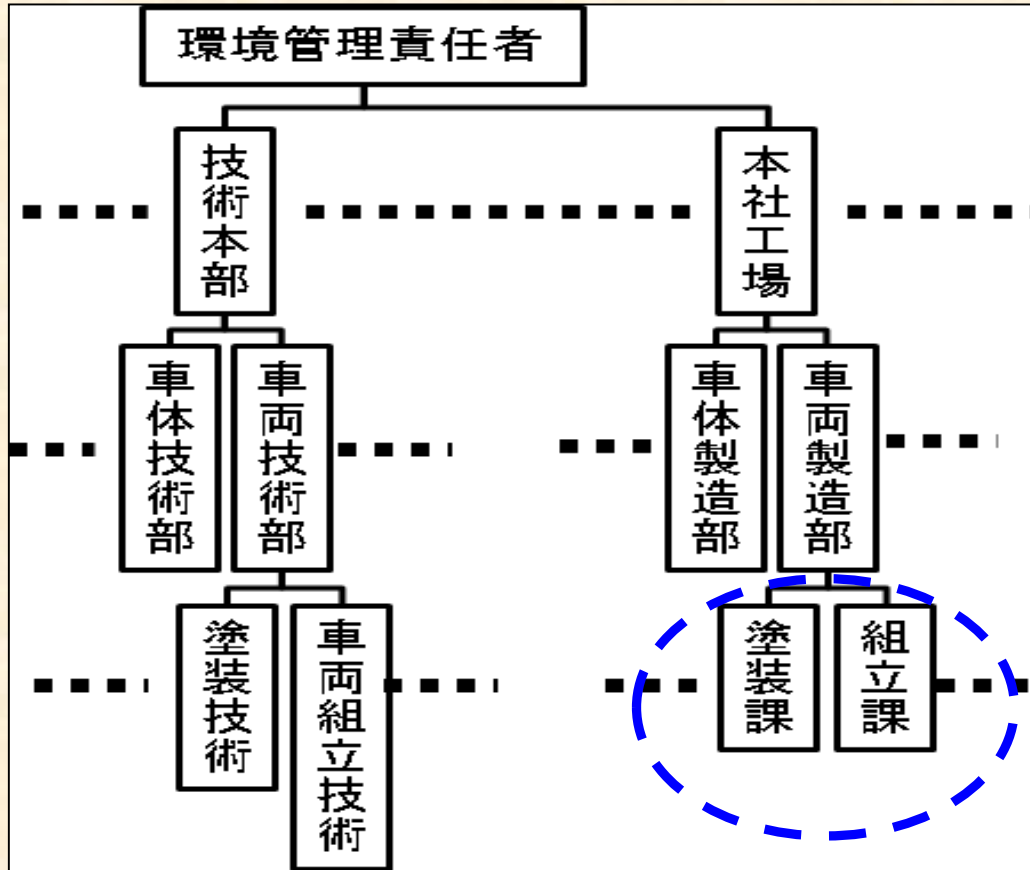 環境管理責任者
技術本部
本社工場
車体技術部
車両技術部
車体製造部
車両製造部
塗装技術
車両組立技術
塗装課
組立課